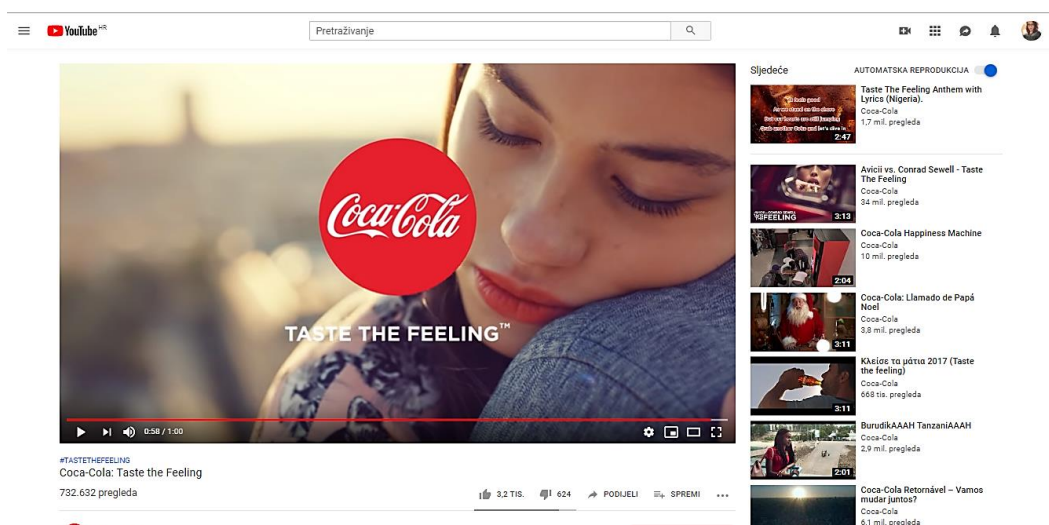 YouTube HR
Pretraživanje
Coca-Cola
TASTE THE FEELING™
0:58 / 1:00
#TASTETHEFEELING
Coca-Cola: Taste the Feeling
732.632 pregleda
3,2 TIS.
624
PODIJELI
SPREMI
Sljedeće
AUTOMATSKA REPRODUKCIJA
2:47
Taste The Feeling Anthem with
Lyrics (Nigeria).
Coca-Cola
1,7 mil. pregleda
3:13
Avicii vs. Conrad Sewell - Taste
The Feeling
Coca-Cola
34 mil. pregleda
2:04
Coca-Cola Happiness Machine
Coca-Cola
10 mil. pregleda
3:11
Coca-Cola: Llamado de Papá
Noel
Coca-Cola
3,8 mil. pregleda
3:11
Κλείσε τα μάτια 2017 (Taste
the feeling)
Coca-Cola
668 tis. pregleda
2:01
BurudikAAAH TanzaniAAAH
Coca-Cola
2,9 mil. pregleda
Coca-Cola Retornável – Vamos
mudar juntos?
Coca-Cola
6,1 mil. pregleda